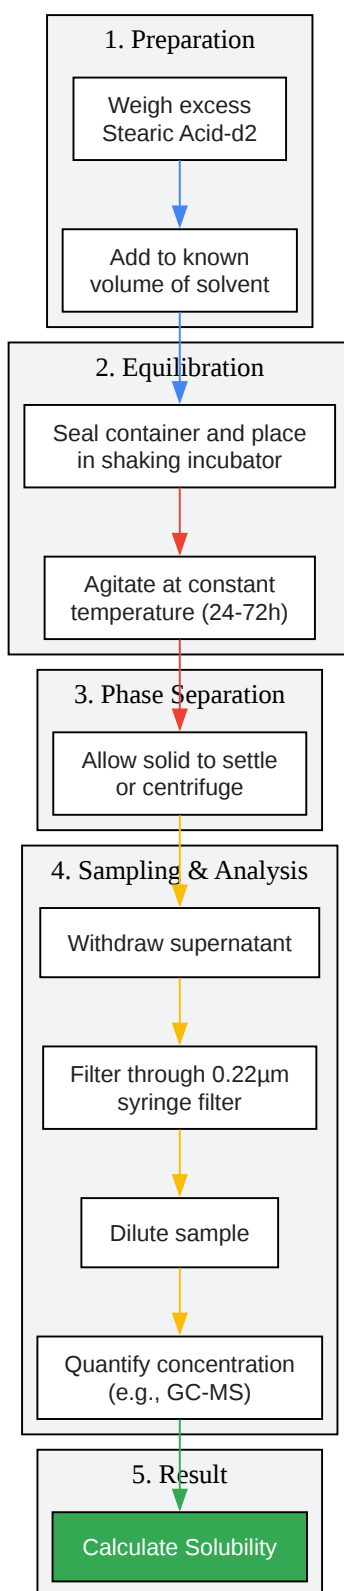 1. Preparation
Weigh excess
Stearic Acid-d2
Add to known
volume of solvent
2. Equilibration
Seal container and place
in shaking incubator
Agitate at constant
temperature (24-72h)
3. Phase Separation
Allow solid to settle
or centrifuge
4. Sampling & Analysis
Withdraw supernatant
Filter through 0.22µm
syringe filter
Dilute sample
Quantify concentration
(e.g., GC-MS)
5. Result
Calculate Solubility